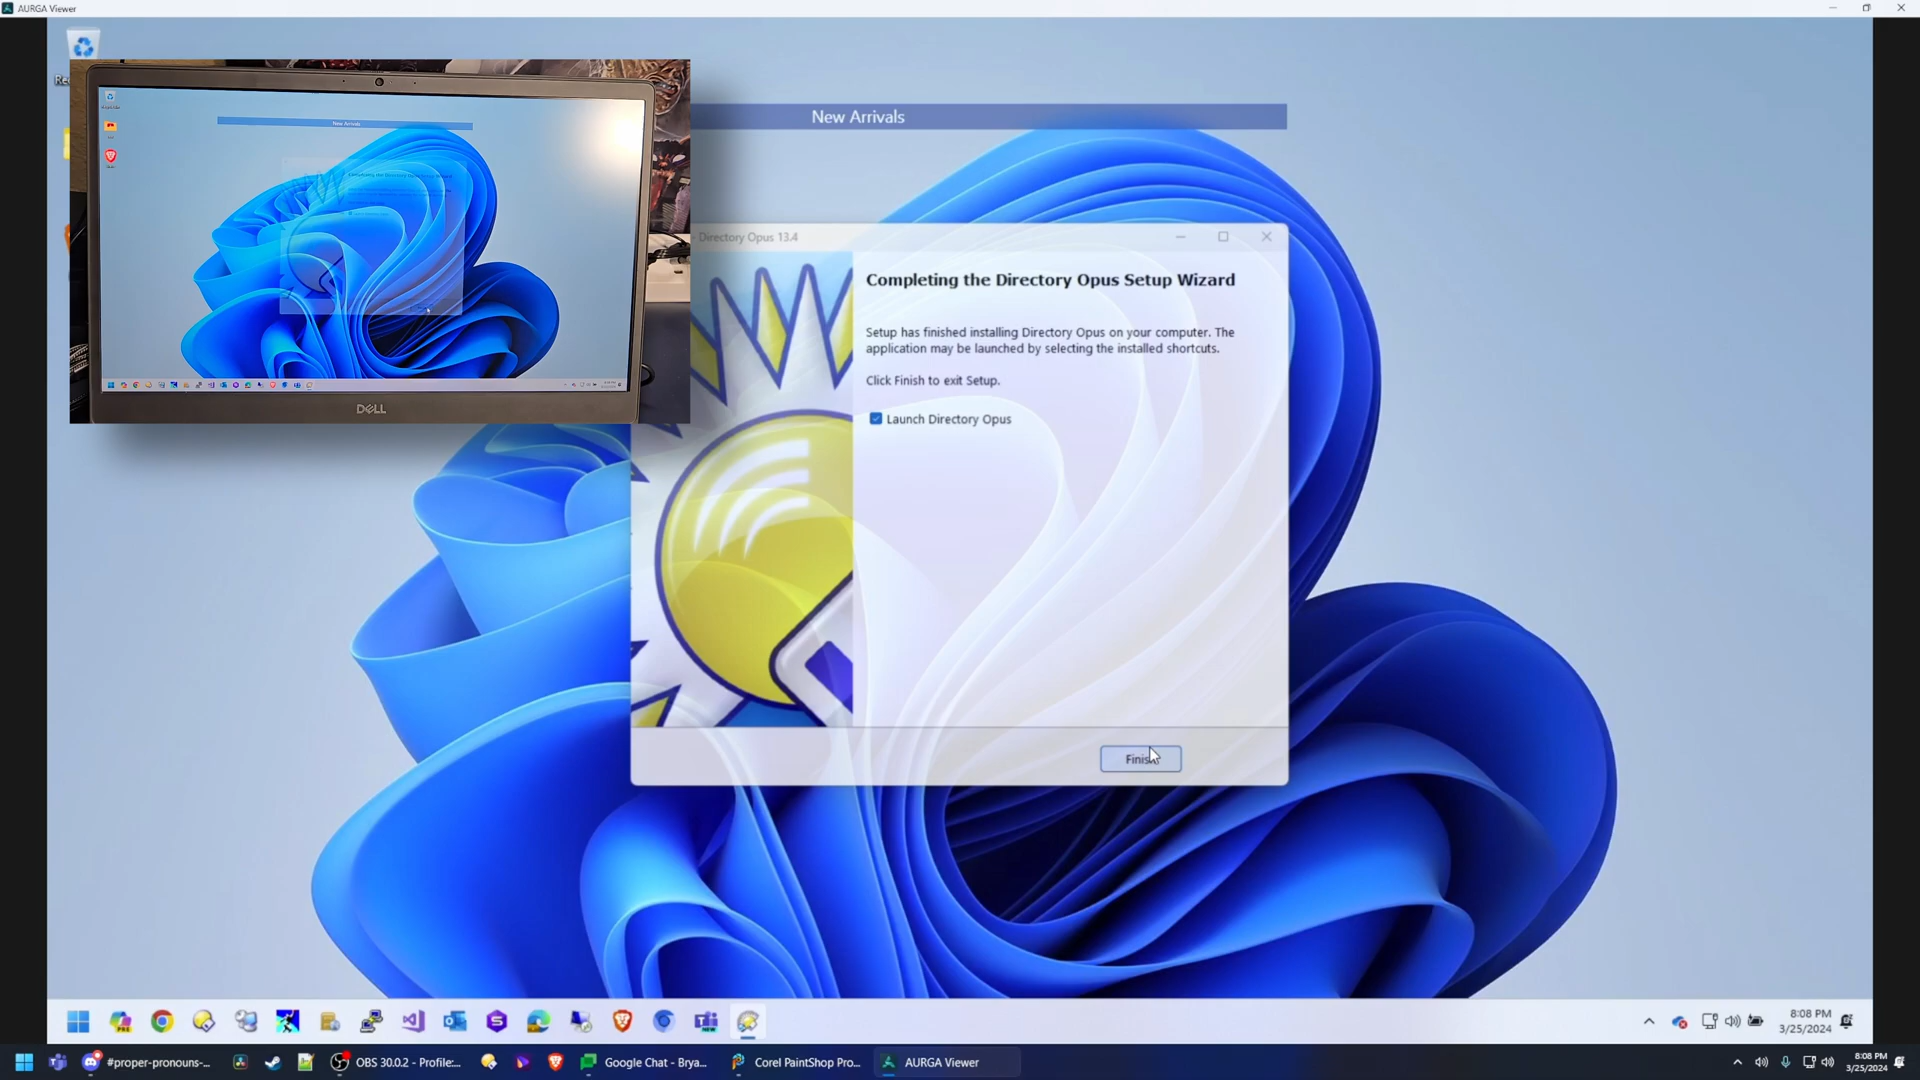 AURGA Viewer
New Arrivals
New Arrivals
DELL
Directory Opus 13.4
Completing the Directory Opus Setup Wizard
Setup has finished installing Directory Opus on your computer. The
application may be launched by selecting the installed shortcuts.
Click Finish to exit Setup.
Launch Directory Opus
8:08 PM
3/25/2024
#proper-pronouns-...
OBS 30.0.2 - Profile:...
Google Chat - Brya...
Corel PaintShop Pro...
AURGA Viewer
8:08 PM
3/25/2024